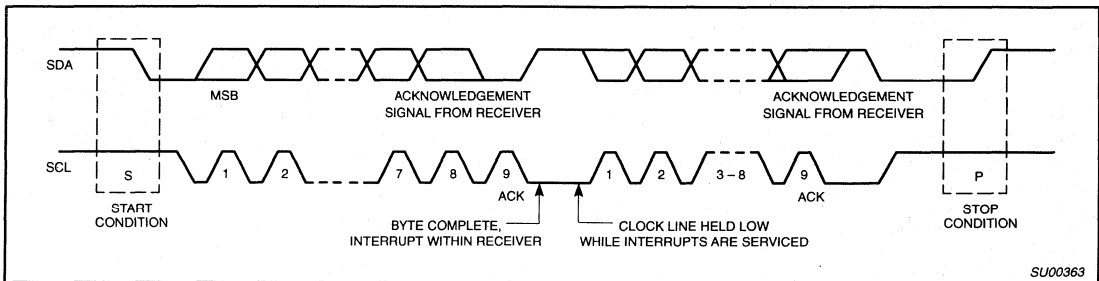 SDA
MSB
ACKNOWLEDGEMENT
SIGNAL FROM RECEIVER
ACKNOWLEDGEMENT
SIGNAL FROM RECEIVER
SCL
S
1
2
7
8
9
1
2
3 – 8
9
P
ACK
ACK
START
CONDITION
BYTE COMPLETE,
INTERRUPT WITHIN RECEIVER
CLOCK LINE HELD LOW
WHILE INTERRUPTS ARE SERVICED
STOP
CONDITION
SU00363